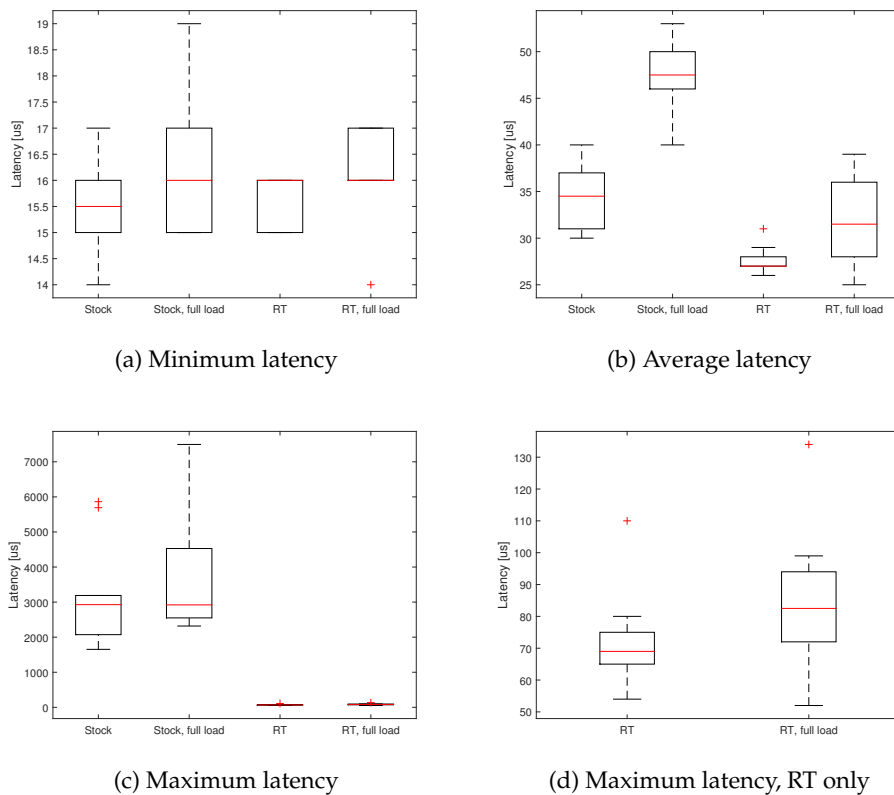 19
18.5
18
17.5
17
16.5
16
15.5
15
14.5
14
Latency [us]
Stock Stock, full load RT RT, full load
(a) Minimum latency
50
45
40
35
30
25
Latency [us]
Stock Stock, full load RT RT, full load
(b) Average latency
7000
6000
5000
4000
3000
2000
1000
0
Latency [us]
Stock Stock, full load RT RT, full load
(c) Maximum latency
130
120
110
100
90
80
70
60
50
Latency [us]
RT RT, full load
(d) Maximum latency, RT only